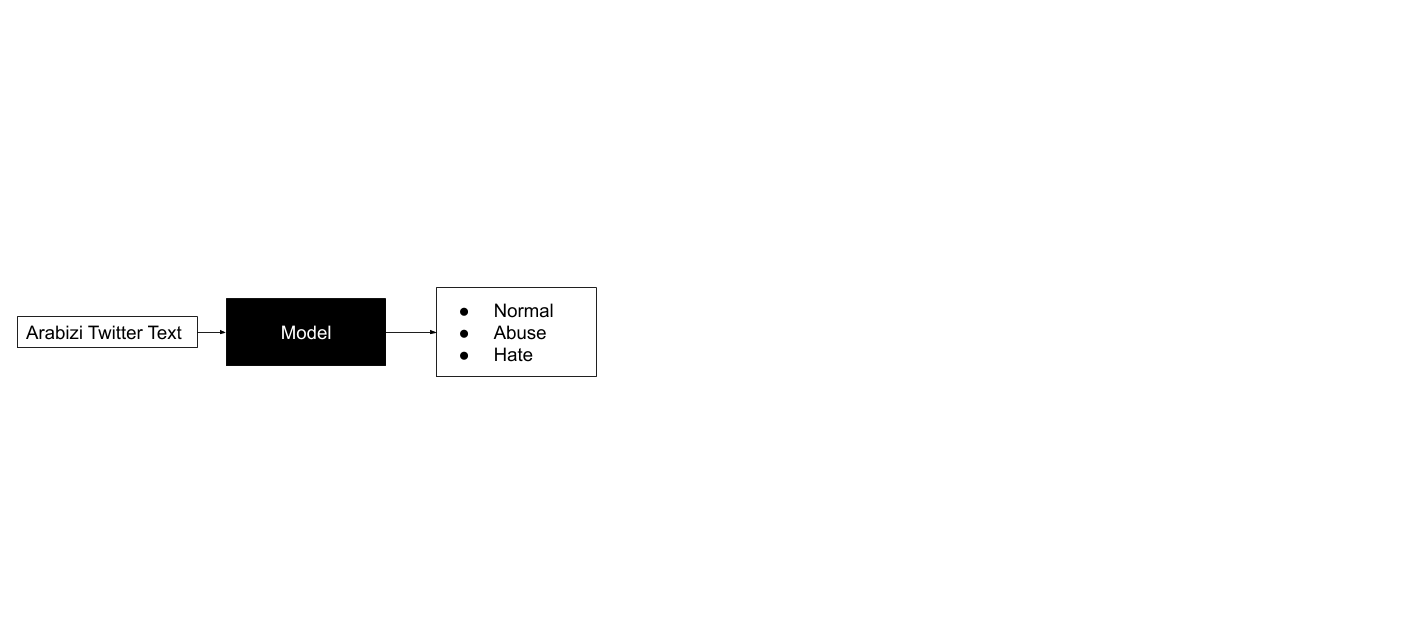 Arabizi Twitter Text
Model
● Normal
● Abuse
● Hate